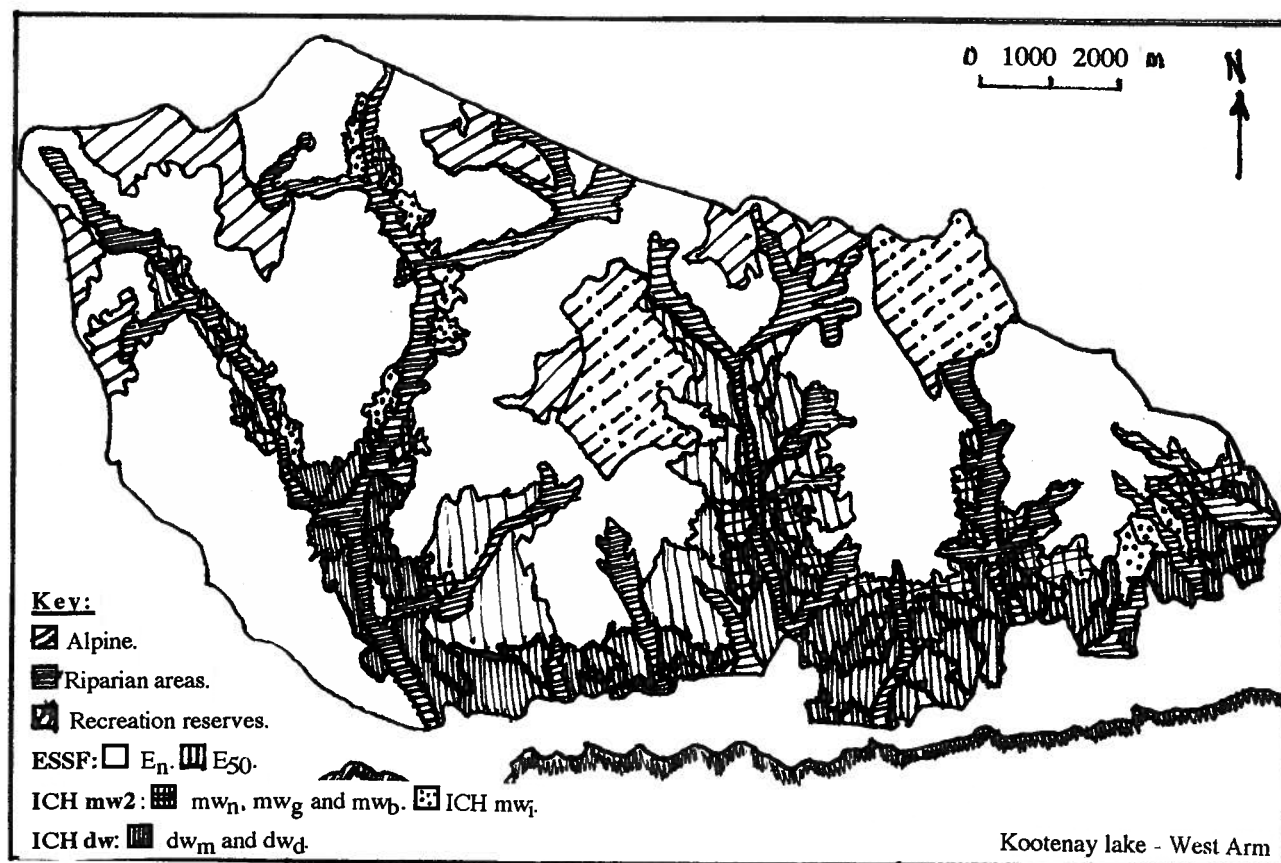 0 1000 2000 m
N
Key:
Alpine.
Riparian areas.
Recreation reserves.
ESSF: En. E50.
ICH mw2: mwn, mwg and mwb. ICH mwi.
ICH dw: dwm and dwd.
Kootenay lake - West Arm